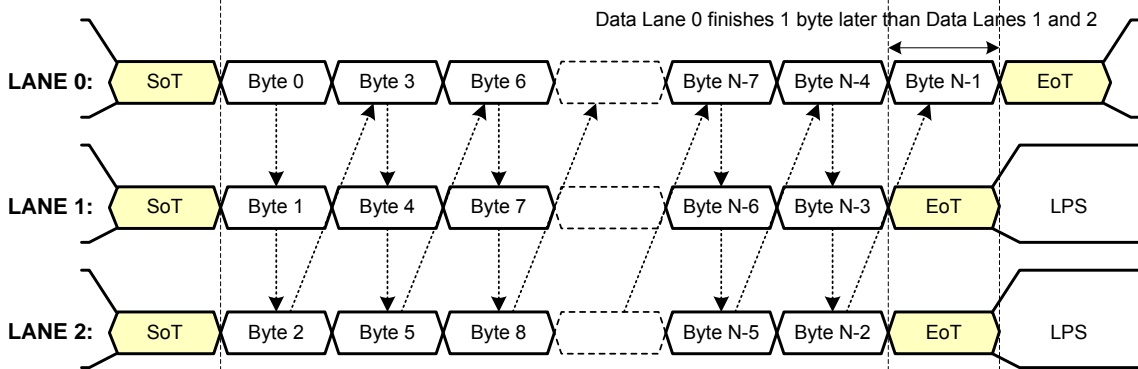 Data Lane 0 finishes 1 byte later than Data Lanes 1 and 2
LANE 0: SoT Byte 0 Byte 3 Byte 6 Byte N-7 Byte N-4 Byte N-1 EoT
LANE 1: SoT Byte 1 Byte 4 Byte 7 Byte N-6 Byte N-3 EoT LPS
LANE 2: SoT Byte 2 Byte 5 Byte 8 Byte N-5 Byte N-2 EoT LPS